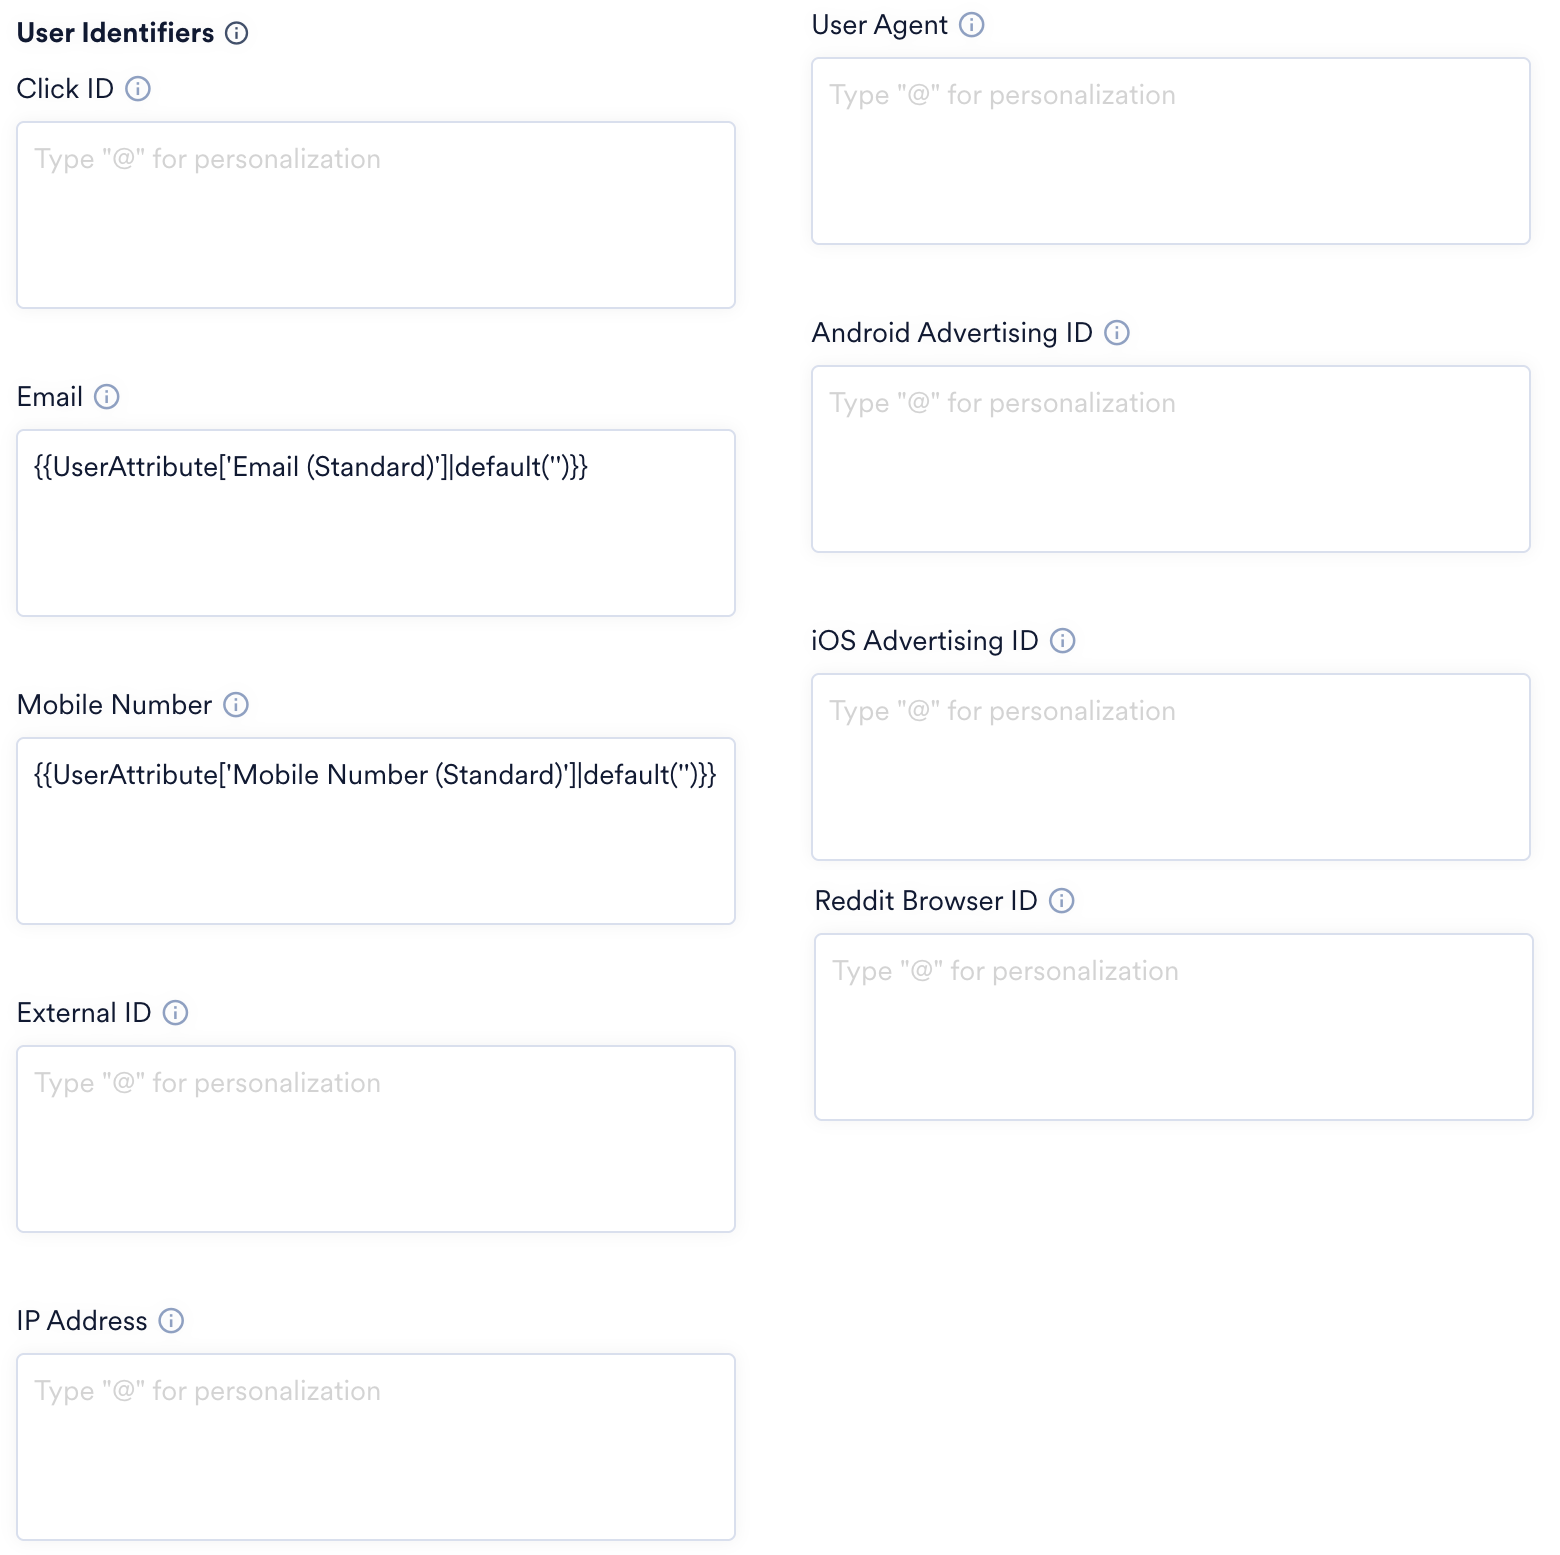 User Identifiers
Click ID
Type "@" for personalization
Email
{{UserAttribute['Email (Standard)']|default('')}}
Mobile Number
{{UserAttribute['Mobile Number (Standard)']|default('')}}
External ID
Type "@" for personalization
IP Address
Type "@" for personalization
User Agent
Type "@" for personalization
Android Advertising ID
Type "@" for personalization
iOS Advertising ID
Type "@" for personalization
Reddit Browser ID
Type "@" for personalization